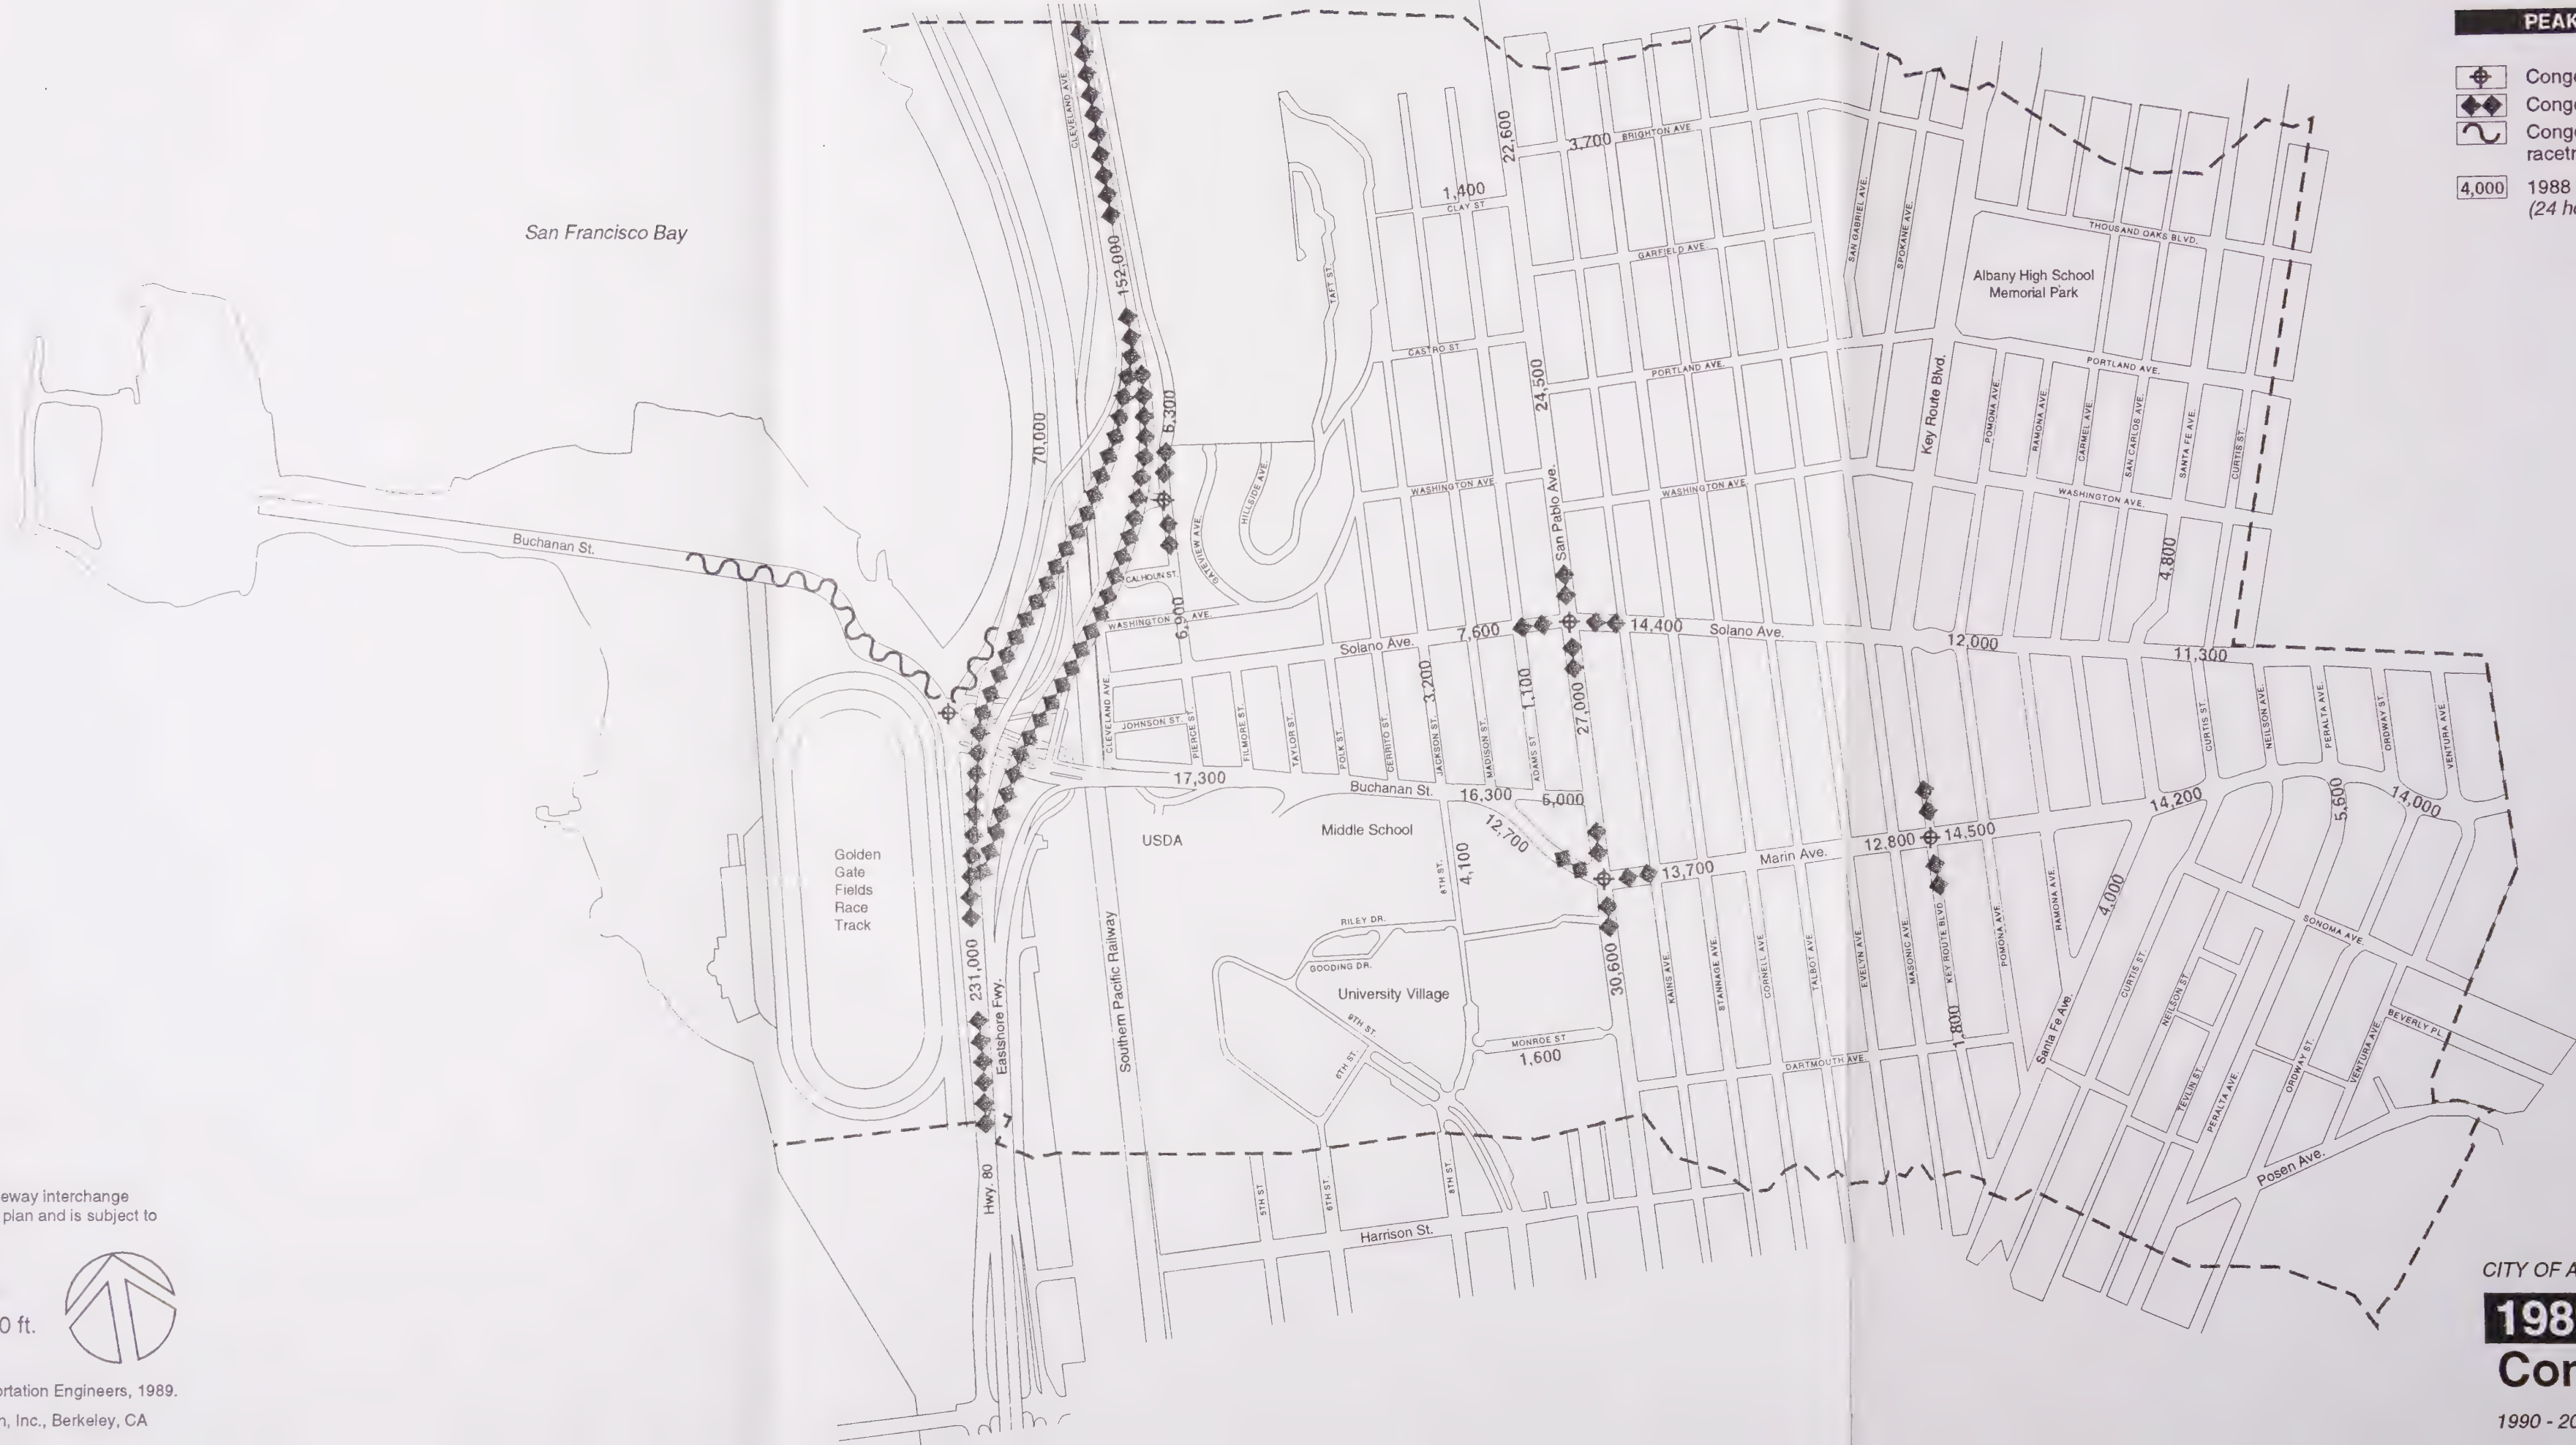 PEAK
Cong
Cong
Cong
racetr
4,000
1988
(24 h
San Francisco Bay
CLEVELAND AVE.
152,000
22,600
3,700
BRIGHTON AVE.
1,400
CLAY ST
GARFIELD AVE.
SAN GABRIEL AVE.
SPOKANE AVE.
THOUSAND OAKS BLVD.
Albany High School
Memorial Park
TAFT ST.
CASTRO ST
24,500
PORTLAND AVE.
Key Route Blvd.
PORTLAND AVE.
POMONA AVE.
RAMONA AVE.
CARMEL AVE.
SAN CARLOS AVE.
SANTA FE AVE.
CURTIS ST.
70,000
6,300
HILLSIDE AVE.
GATEVIEW AVE.
WASHINGTON AVE.
San Pablo Ave.
WASHINGTON AVE.
WASHINGTON AVE.
4,800
Buchanan St.
CALHOUN ST.
WASHINGTON AVE.
6,900
Solano Ave.
7,600
14,400
Solano Ave.
12,000
11,300
CLEVELAND AVE.
JOHNSON ST.
PIERCE ST.
FILMORE ST.
TAYLOR ST.
POLK ST.
CERRITO ST.
3,200
JACKSON ST.
MADISON ST.
1,100
ADAMS ST
27,000
CURTIS ST.
NEILSON AVE.
PERALTA AVE.
ORDWAY ST.
VENTURA AVE.
17,300
Buchanan St.
16,300
5,000
12,700
14,200
5,600
14,000
USDA
Middle School
8TH ST.
4,100
13,700
Marin Ave.
12,800
14,500
Golden
Gate
Fields
Race
Track
231,000
Eastshore Fwy.
Southern Pacific Railway
RILEY DR.
GOODING DR.
University Village
9TH ST.
6TH ST.
MONROE ST
1,600
30,600
KAINS AVE.
STANNAGE AVE.
CORNELL AVE.
TALBOT AVE.
EVELYN AVE.
MASONIC AVE.
KEY ROUTE BLVD.
1,800
POMONA AVE.
RAMONA AVE.
4,000
Santa Fe Ave.
DARTMOUTH AVE.
CURTIS ST.
NEILSON ST.
TEVLIN ST.
PERALTA AVE.
ORDWAY ST.
VENTURA AVE.
SONOMA AVE.
BEVERLY PL.
Posen Ave.
Hwy. 80
5TH ST.
6TH ST.
8TH ST.
Harrison St.
eway interchange
plan and is subject to
0 ft.
ortation Engineers, 1989.
n, Inc., Berkeley, CA
CITY OF A
198
Con
1990 - 20